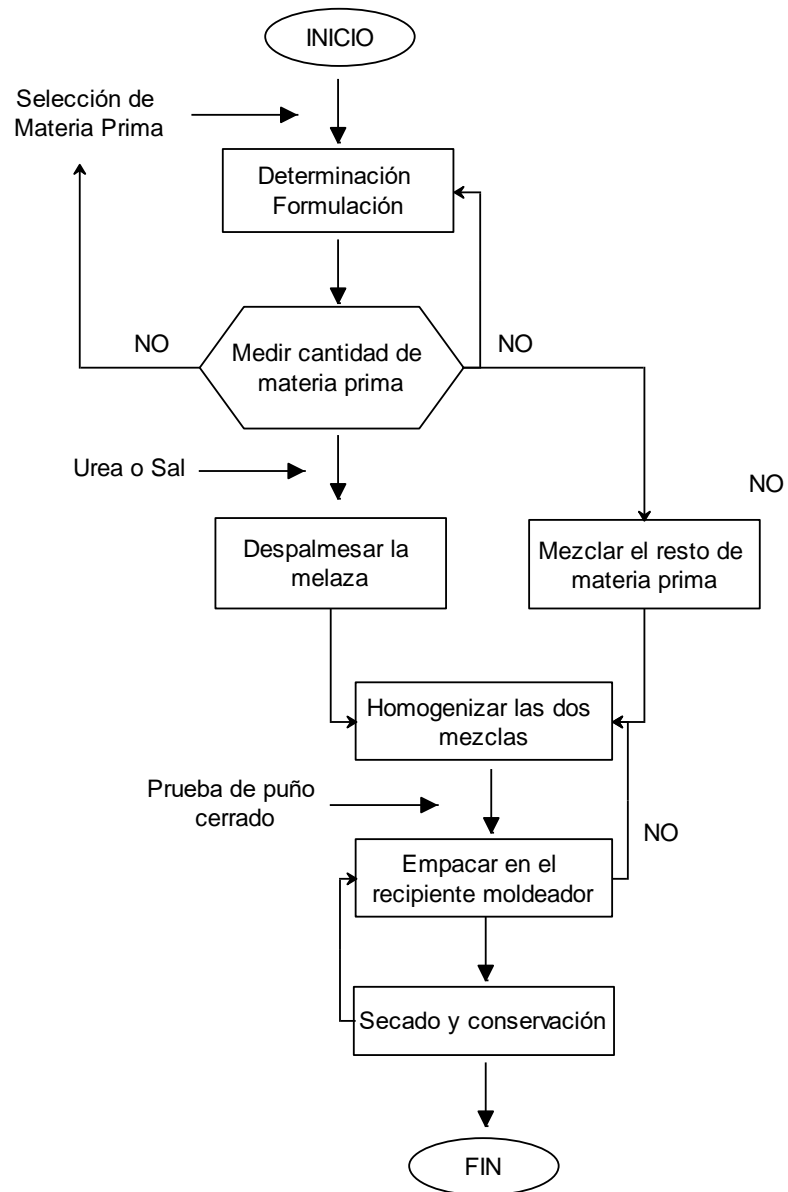 INICIO
Selección de
Materia Prima
Determinación
Formulación
NO
Medir cantidad de
materia prima
NO
Urea o Sal
NO
Despalmesar la
melaza
Mezclar el resto de
materia prima
Homogenizar las dos
mezclas
Prueba de puño
cerrado
NO
Empacar en el
recipiente moldeador
Secado y conservación
FIN